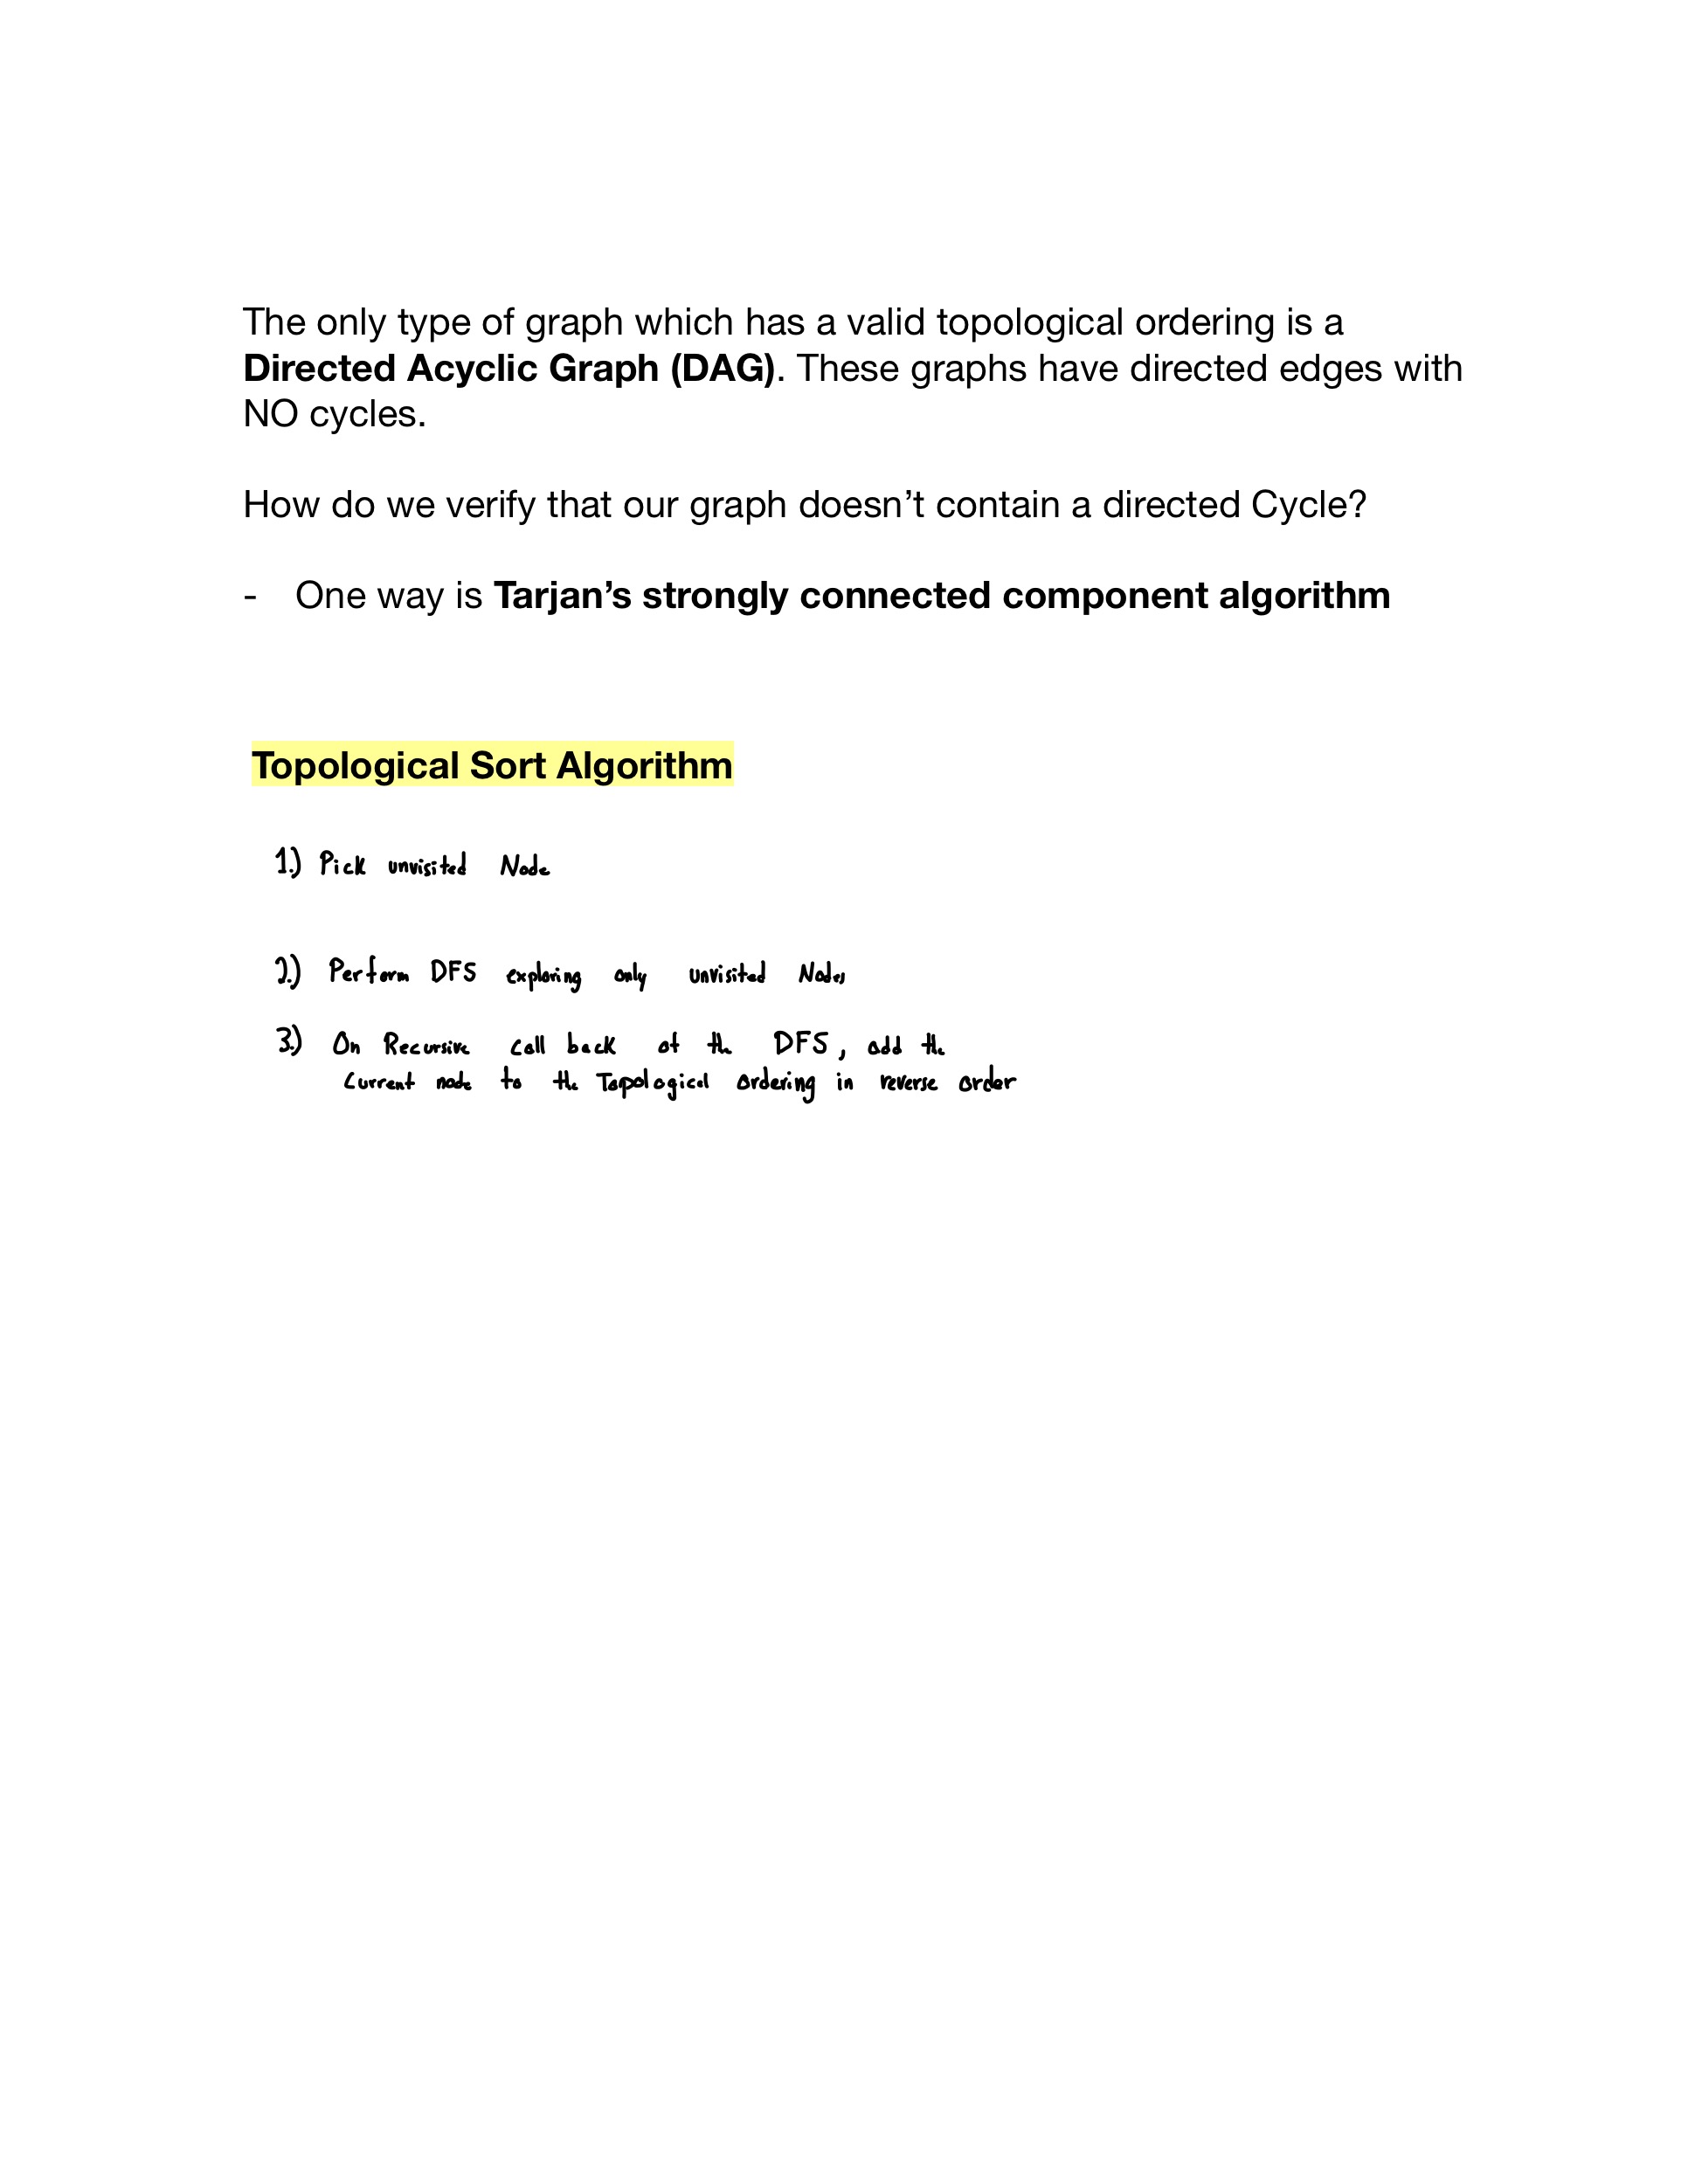 The only type of graph which has a valid topological ordering is a
Directed Acyclic Graph (DAG). These graphs have directed edges with
NO cycles.
How do we verify that our graph doesn’t contain a directed Cycle?
- One way is Tarjan’s strongly connected component algorithm
Topological Sort Algorithm
1.) Pick unvisited Node
2.) Perform DFS exploring only unvisited Nodes
3.) On Recursive call back of the DFS, add the
current node to the Topological ordering in reverse order